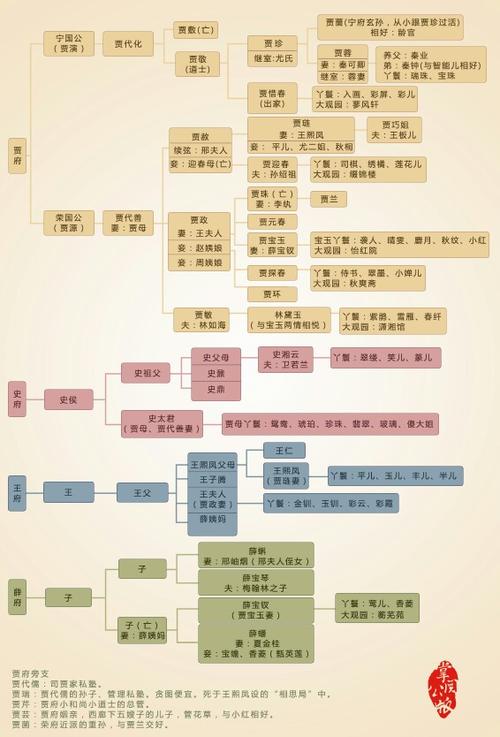 贾府
宁国公
（贾演）
贾代化
贾敷(亡)
贾敬
(道士)
贾珍
继室:尤氏
贾蔷(宁府玄孙，从小跟贾珍过活)
相好：龄官
贾蓉
妻：秦可卿
继室：蓉妻
养父：秦业
弟：秦钟(与智能儿相好)
丫鬟：瑞珠、宝珠
贾惜春
(出家)
丫鬟：入画、彩屏、彩儿
大观园：蓼风轩
荣国公
（贾源）
贾代善
妻：贾母
贾赦
续弦：邢夫人
妾：迎春母(亡)
贾琏
妻：王熙凤
妾：平儿、尤二姐、秋桐
贾巧姐
夫：王板儿
贾迎春
夫：孙绍祖
丫鬟：司棋、绣橘、莲花儿
大观园：缀锦楼
贾政
妻：王夫人
妾：赵姨娘
妾：周姨娘
贾珠（亡）
妻：李纨
贾兰
贾元春
贾宝玉
妻：薛宝钗
宝玉丫鬟：袭人、晴雯、麝月、秋纹、小红
大观园：怡红院
贾探春
丫鬟：侍书、翠墨、小婵儿
大观园：秋爽斋
贾环
贾敏
夫：林如海
林黛玉
（与宝玉两情相悦）
丫鬟：紫鹃、雪雁、春纤
大观园：潇湘馆
史府
史侯
史祖父
史父母
史鼐
史鼎
史湘云
夫：卫若兰
丫鬟：翠缕、笑儿、篆儿
史太君
（贾母、贾代善妻）
贾母丫鬟：鸳鸯、琥珀、珍珠、翡翠、玻璃、傻大姐
王府
王
王父
王熙凤父母
王子腾
王夫人
（贾政妻）
薛姨妈
王仁
王熙凤
（贾琏妻）
丫鬟：平儿、玉儿、丰儿、半儿
丫鬟：金钏、玉钏、彩云、彩霞
薛府
子
子
薛蝌
妻：邢岫烟（邢夫人侄女）
薛宝琴
夫：梅翰林之子
子（亡）
妻：薛姨妈
薛宝钗
（贾宝玉妻）
丫鬟：莺儿、香菱
大观园：蘅芜苑
薛蟠
妻：夏金桂
妾：宝蟾、香菱（甄英莲）
贾府旁支
贾代儒：司贾家私塾。
贾瑞：贾代儒的孙子、管理私塾。贪图便宜。死于王熙凤设的“相思局”中。
贾芹：贾府小和尚小道士的总管。
贾芸：贾府姻亲，西廊下五嫂子的儿子，管花草，与小红相好。
贾菌：荣府近派的重孙，与贾兰交好。